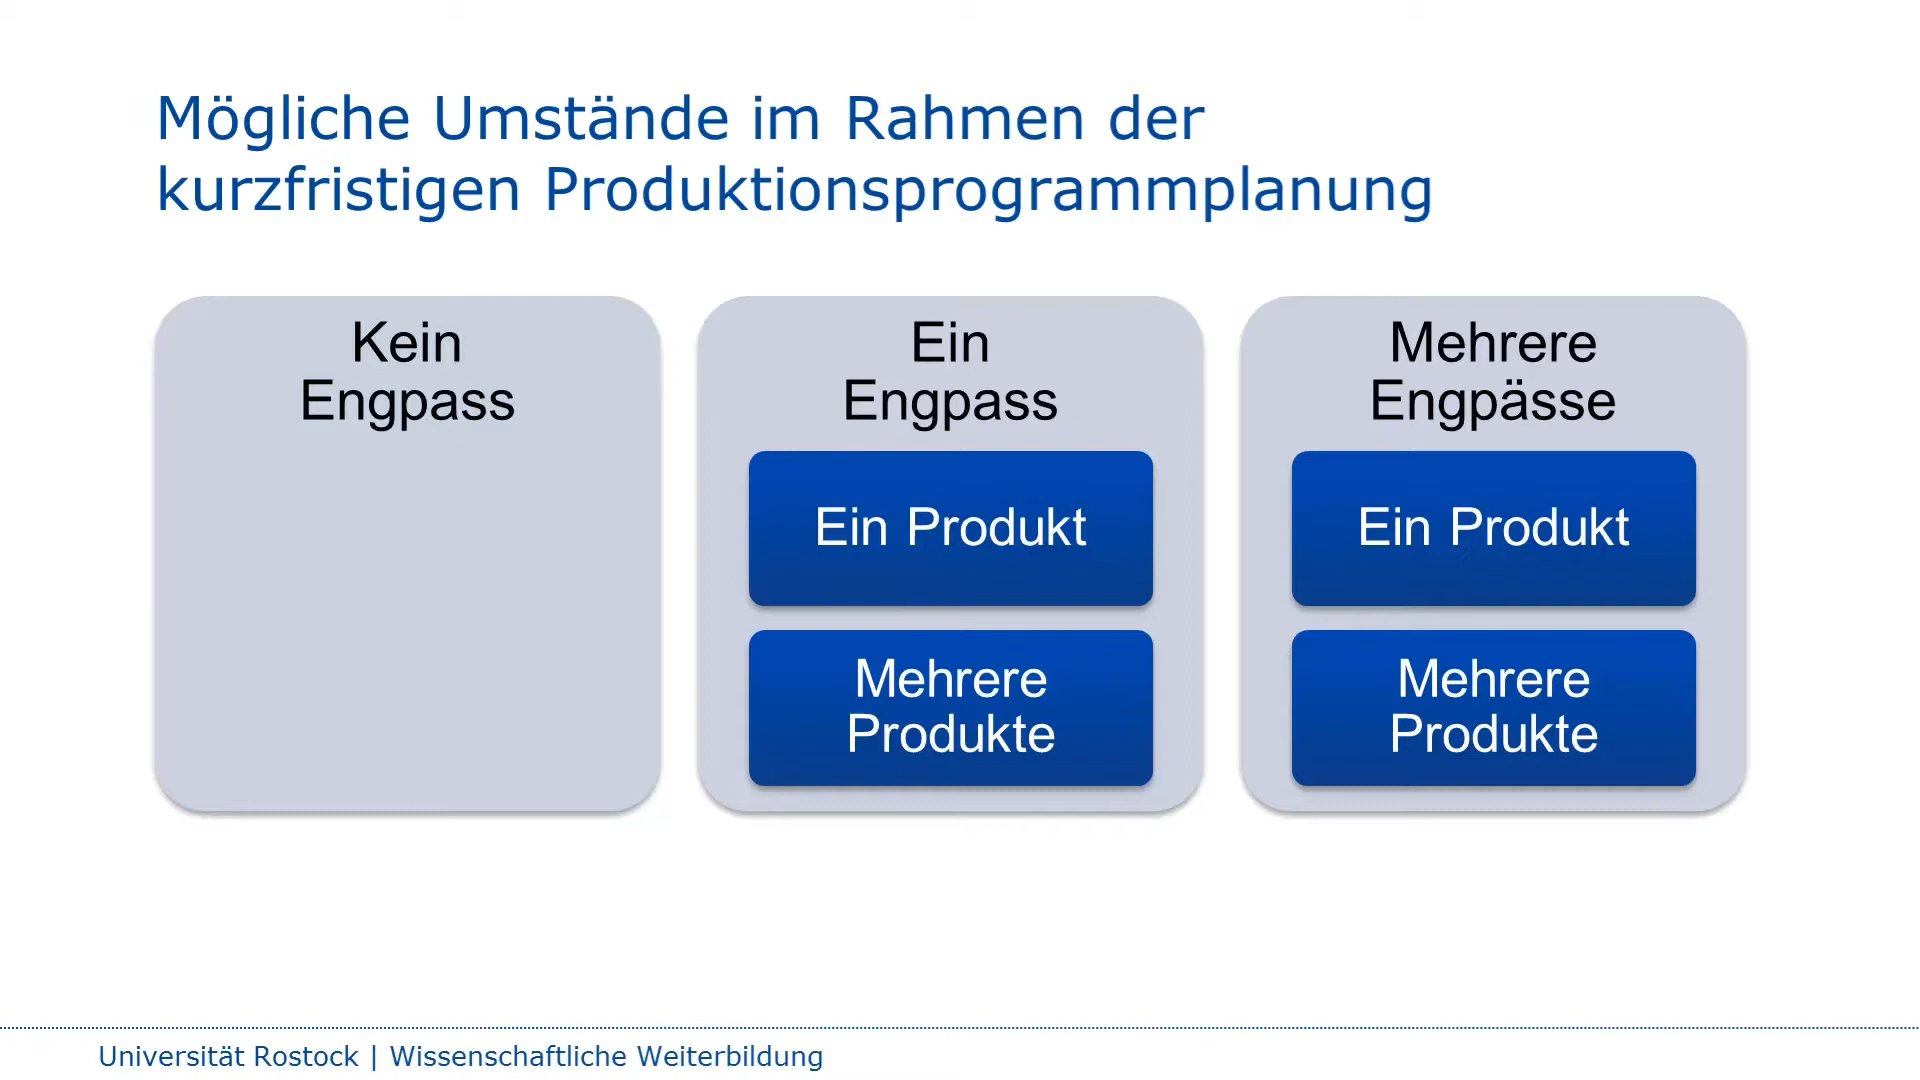 Mögliche Umstände im Rahmen der
kurzfristigen Produktionsprogrammplanung
Kein
Engpass
Ein
Engpass
Ein Produkt
Mehrere
Produkte
Mehrere
Engpässe
Ein Produkt
Mehrere
Produkte
Universität Rostock | Wissenschaftliche Weiterbildung